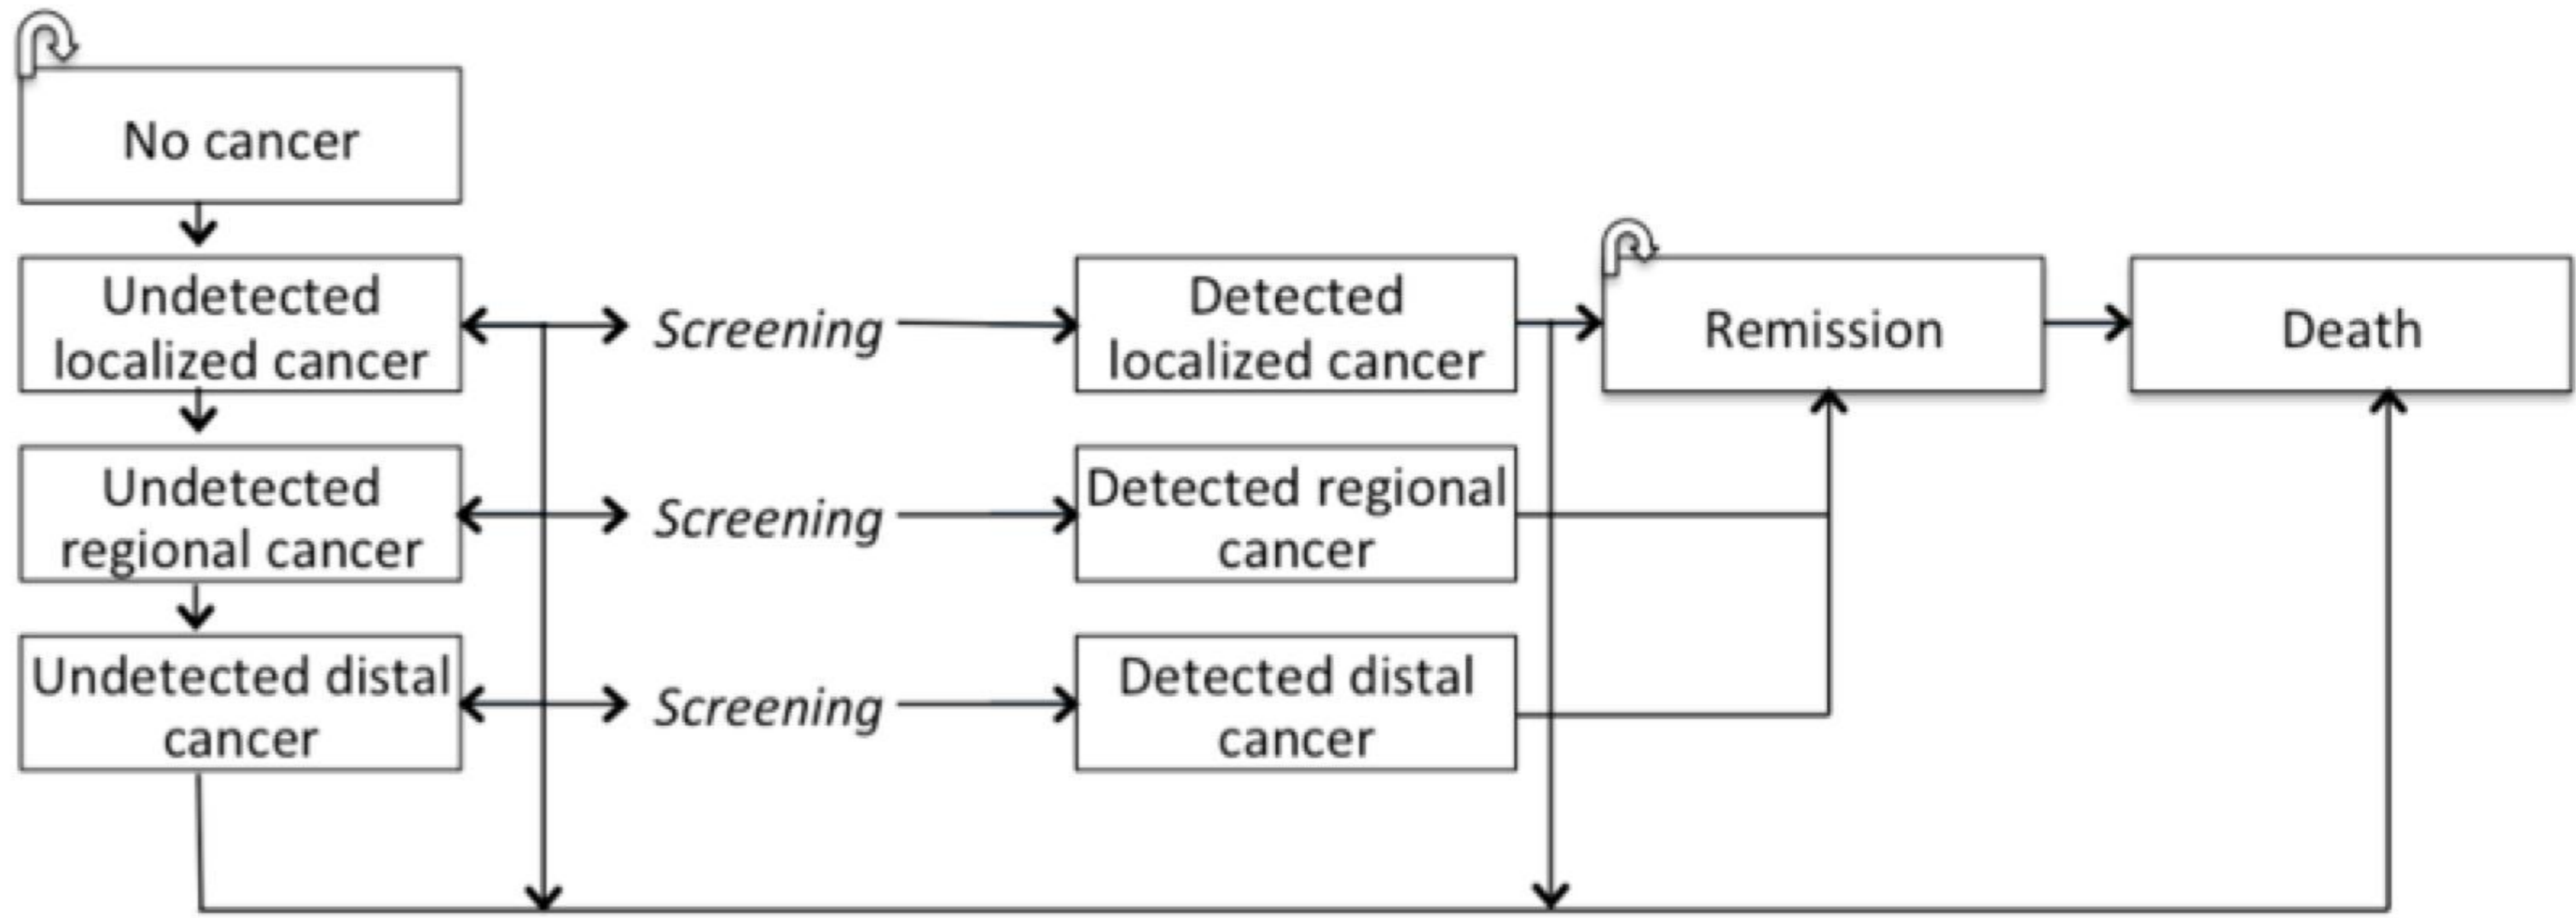 No cancer
Undetected
localized cancer
Screening
Detected
localized cancer
Remission
Death
Undetected
regional cancer
Screening
Detected regional
cancer
Undetected distal
cancer
Screening
Detected distal
cancer